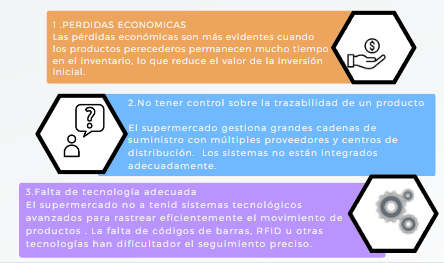 1 .PERDIDAS ECONOMICAS
Las pérdidas económicas son más evidentes cuando
los productos perecederos permanecen mucho tiempo
en el inventario, lo que reduce el valor de la inversión
inicial.
2.No tener control sobre la trazabilidad de un producto
El supermercado gestiona grandes cadenas de
suministro con múltiples proveedores y centros de
distribución. Los sistemas no están integrados
adecuadamente.
3.Falta de tecnología adecuada
El supermercado no a tenid sistemas tecnológicos
avanzados para rastrear eficientemente el movimiento de
productos . La falta de códigos de barras, RFID u otras
tecnologías han dificultador el seguimiento preciso.